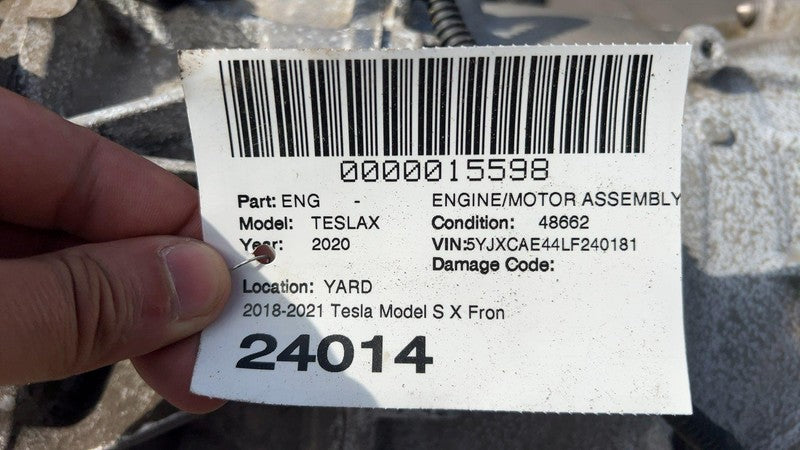 0000015598
Part: ENG - ENGINE/MOTOR ASSEMBLY
Model: TESLAX Condition: 48662
Year: 2020 VIN:5YJXCAE44LF240181
Damage Code:
Location: YARD
2018-2021 Tesla Model S X Fron
24014